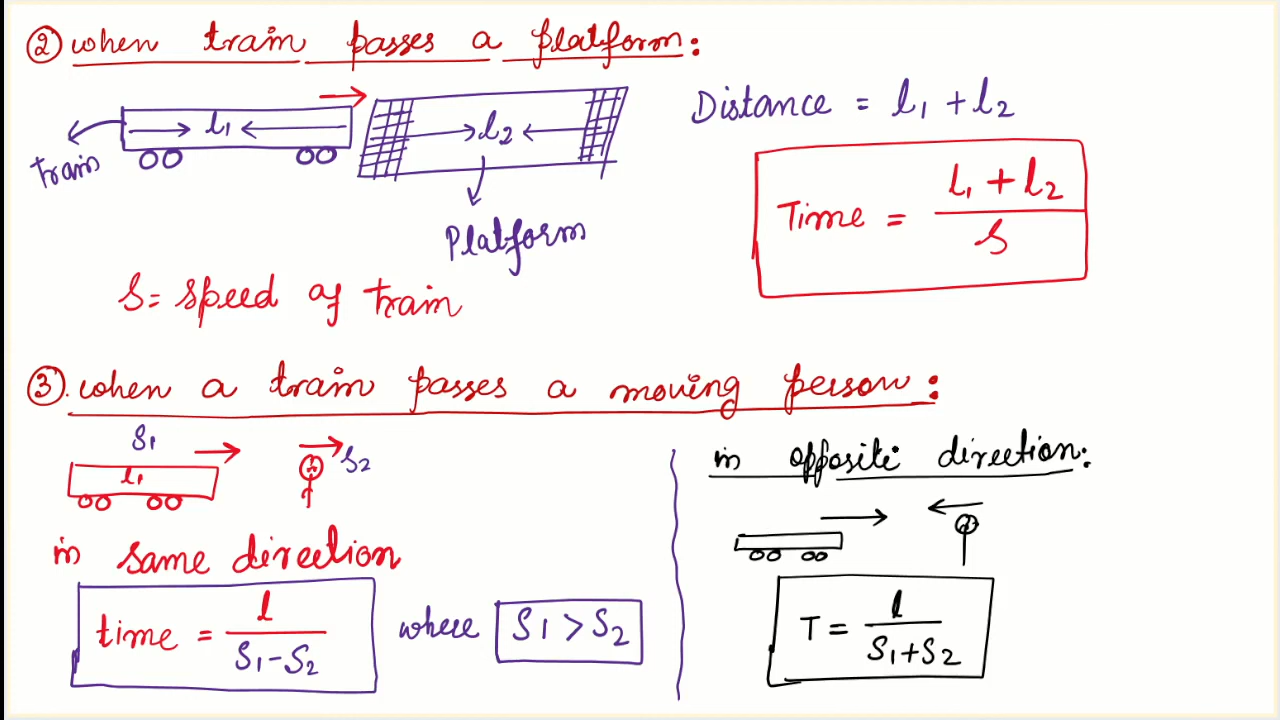 ② when train passes a platform:
l₁
l₂
train
Platform
Distance = l₁ + l₂
Time = (l₁ + l₂) / S
S = speed of train
③. when a train passes a moving person:
S₁
l₁
S₂
in same direction
time = l / (S₁ - S₂)
where S₁ > S₂
in opposite direction:
T = l / (S₁ + S₂)